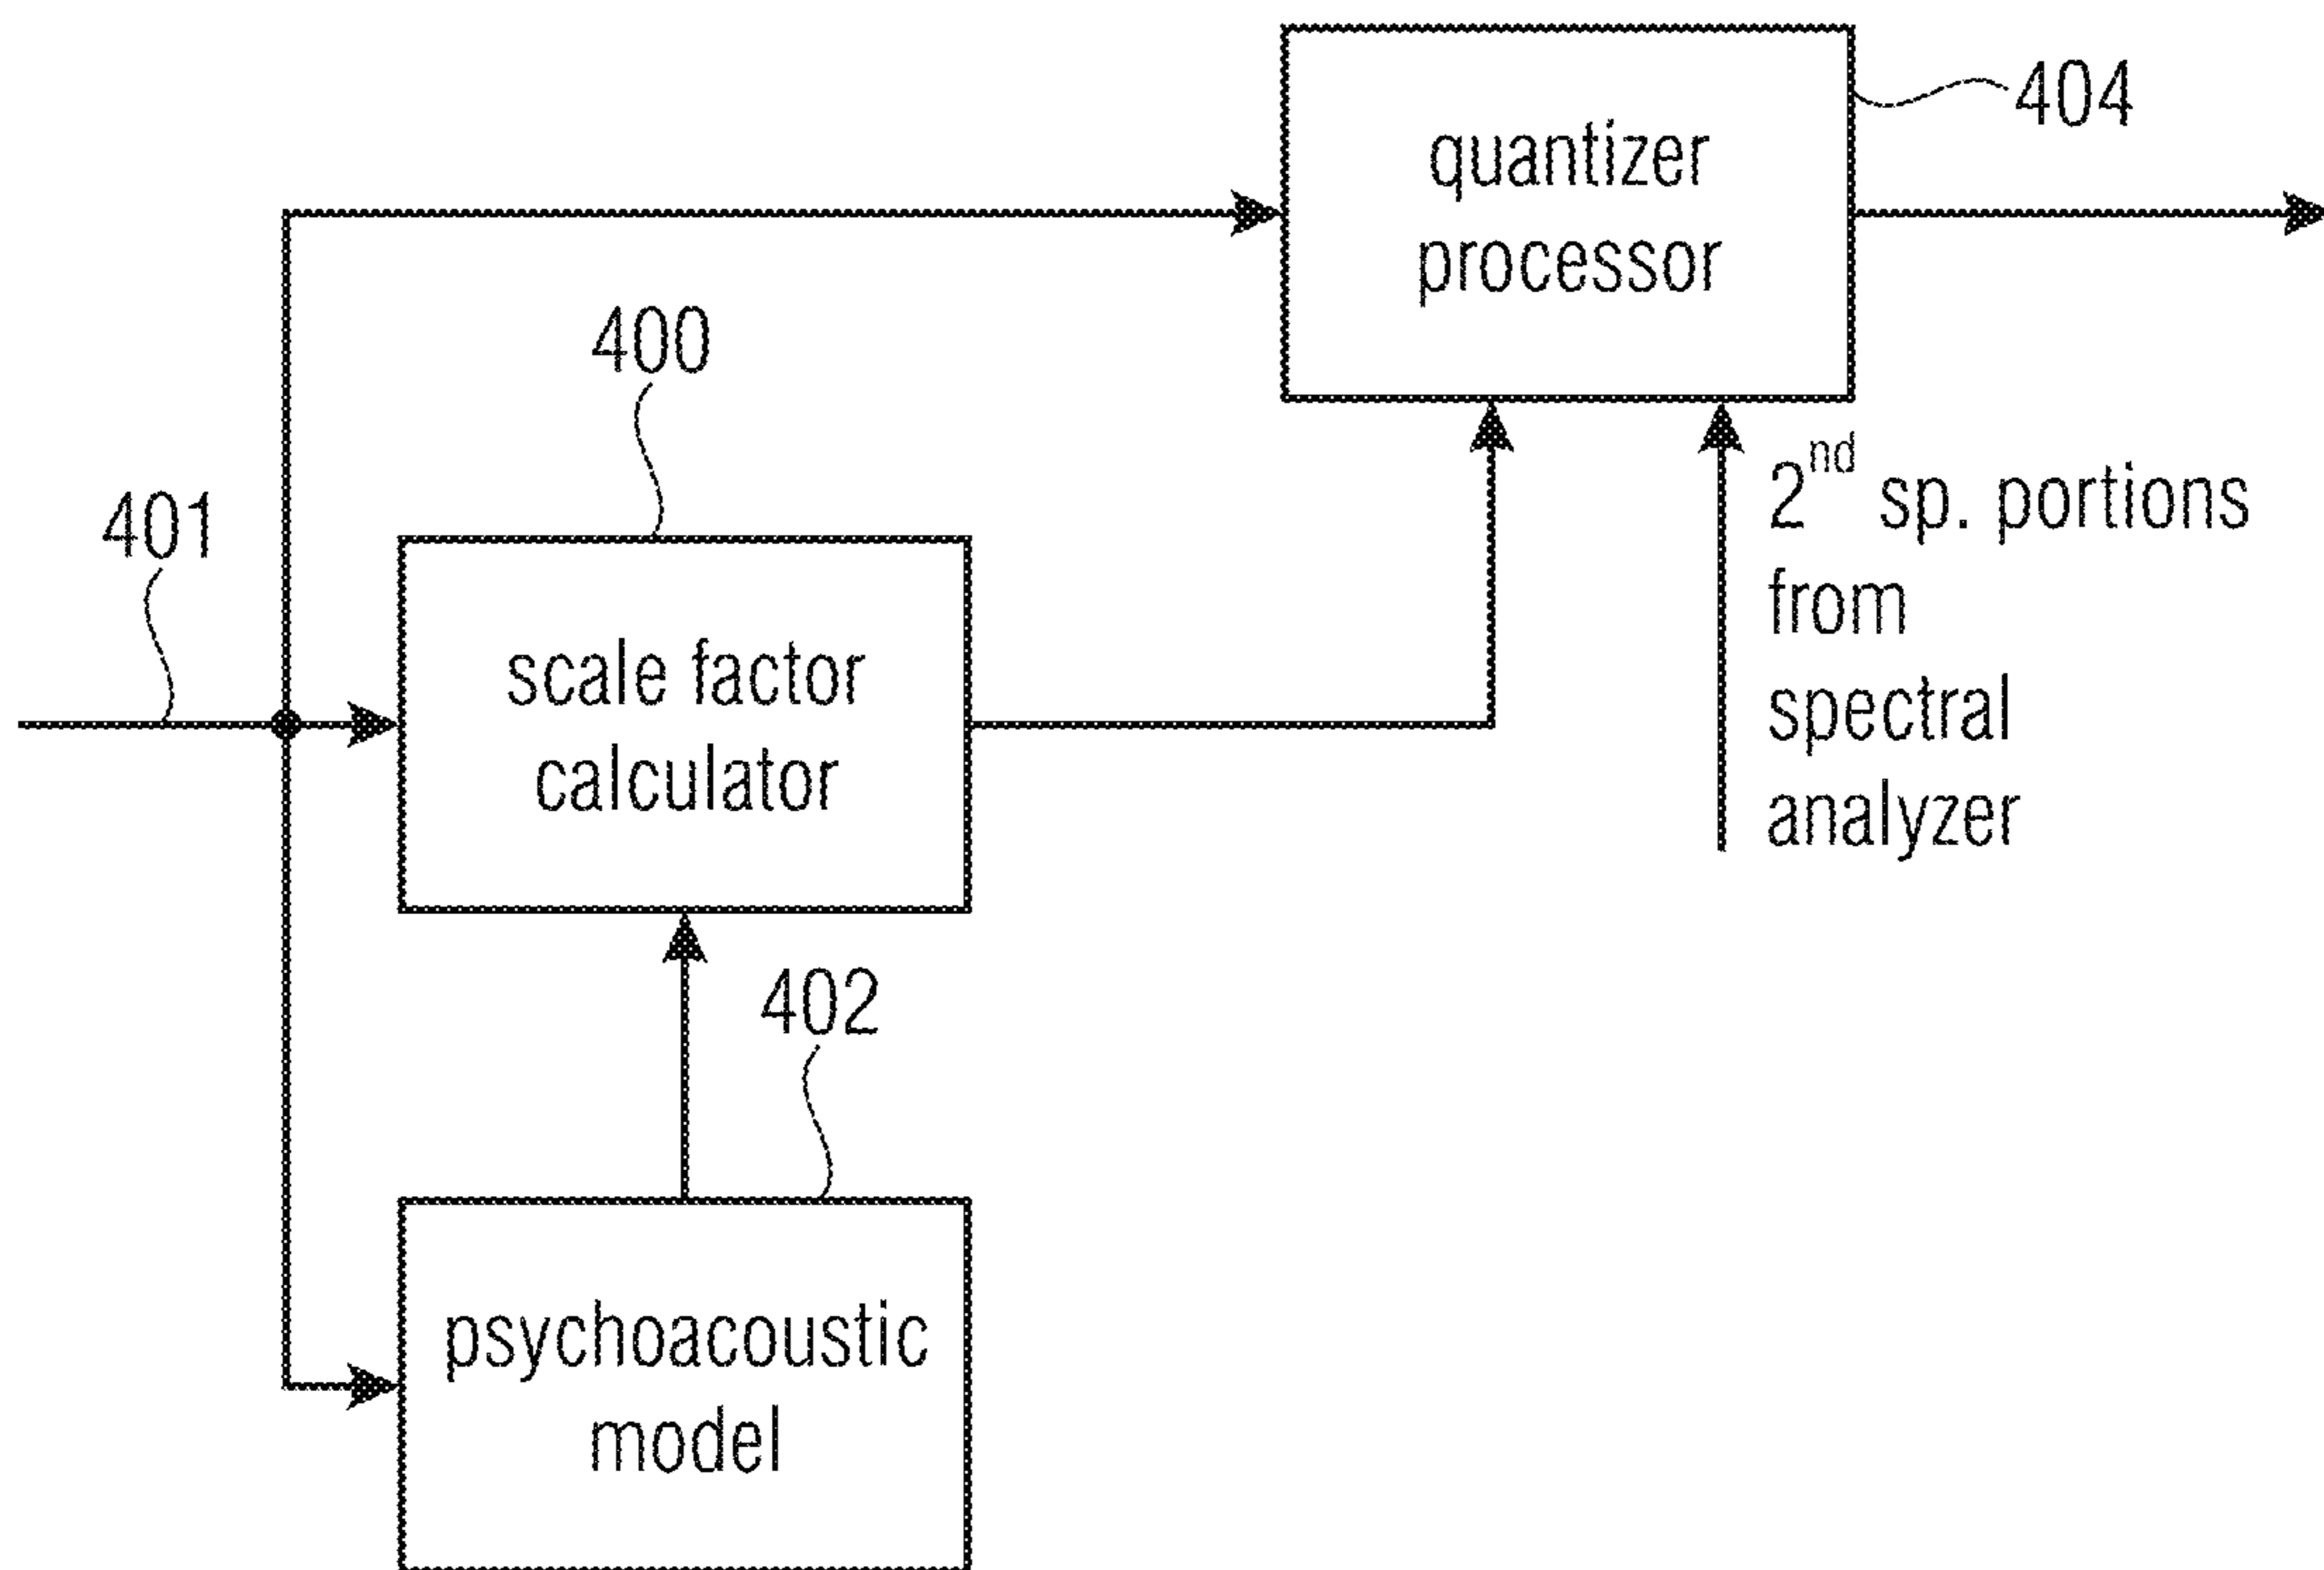 quantizer
processor
404
400
2nd sp. portions
from
spectral
analyzer
401
scale factor
calculator
402
psychoacoustic
model